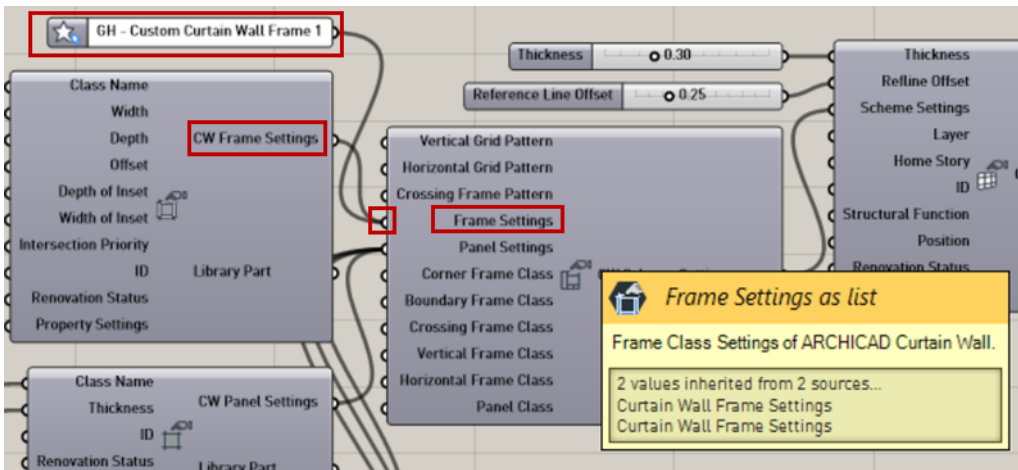 GH - Custom Curtain Wall Frame 1
Class Name
Width
Depth
CW Frame Settings
Offset
Depth of Inset
Width of Inset
Intersection Priority
ID
Library Part
Renovation Status
Property Settings
Class Name
Thickness
CW Panel Settings
ID
Renovation Status
Library Part
Vertical Grid Pattern
Horizontal Grid Pattern
Crossing Frame Pattern
Frame Settings
Panel Settings
Corner Frame Class
Boundary Frame Class
Crossing Frame Class
Vertical Frame Class
Horizontal Frame Class
Panel Class
Thickness 0.30
Reference Line Offset 0.25
Thickness
Refline Offset
Scheme Settings
Layer
Home Story
ID
Structural Function
Position
Renovation Status
Frame Settings as list
Frame Class Settings of ARCHICAD Curtain Wall.
2 values inherited from 2 sources...
Curtain Wall Frame Settings
Curtain Wall Frame Settings